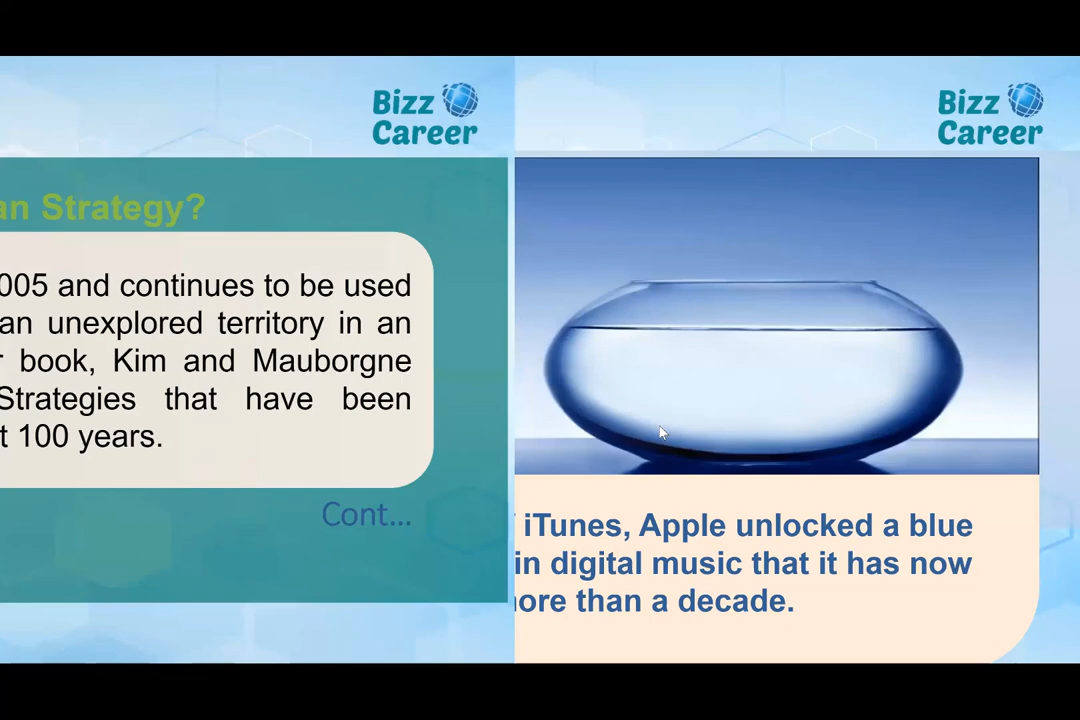 Bizz
Career
an Strategy?
005 and continues to be used
an unexplored territory in an
book, Kim and Mauborgne
Strategies that have been
100 years.
Cont...
Bizz
Career
iTunes, Apple unlocked a blue
in digital music that it has now
more than a decade.